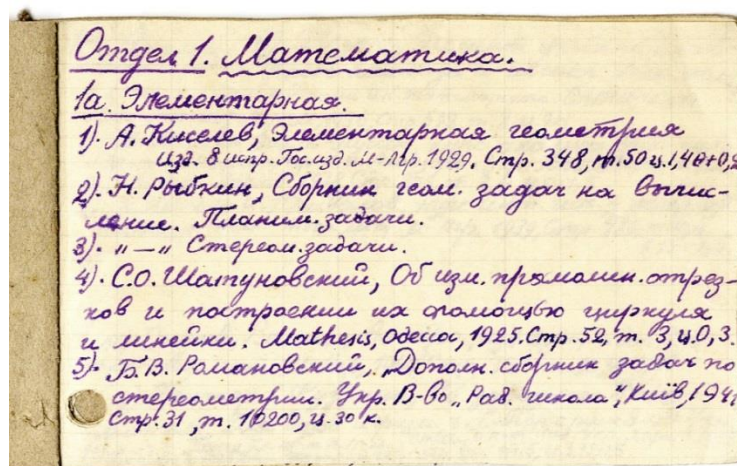 Отдел 1. Математика.
1а. Элементарная.
1). А. Киселев, Элементарная геометрия
изд. 8 испр. Гос. изд. М-Лгр. 1929. Стр. 348, т. 50 ц. 1,40+0,2
2). Н. Рыбкин, Сборник геом. задач на вычис-
ление. Планим. задачи.
3). "—" Стереом. задачи.
4). С.О. Шатуновский, Об изм. прямолин. отрез-
ков и построении их помощью циркуля
и линейки. Mathesis, Одесса, 1925. Стр. 52, т. 3, ц. 0, 3.
5). Б.В. Романовский, Дополн. сборник задач по
стереометрии. Укр. В-во „Рад. школа", Київ, 194
Стр. 31, т. 10200, ц. 30 к.